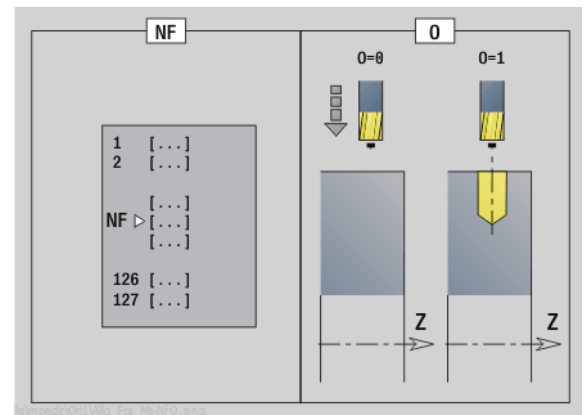 NF
1 [...]
2 [...]
[...]
NF [...]
[...]
126 [...]
127 [...]
O
O=0 O=1
Z Z